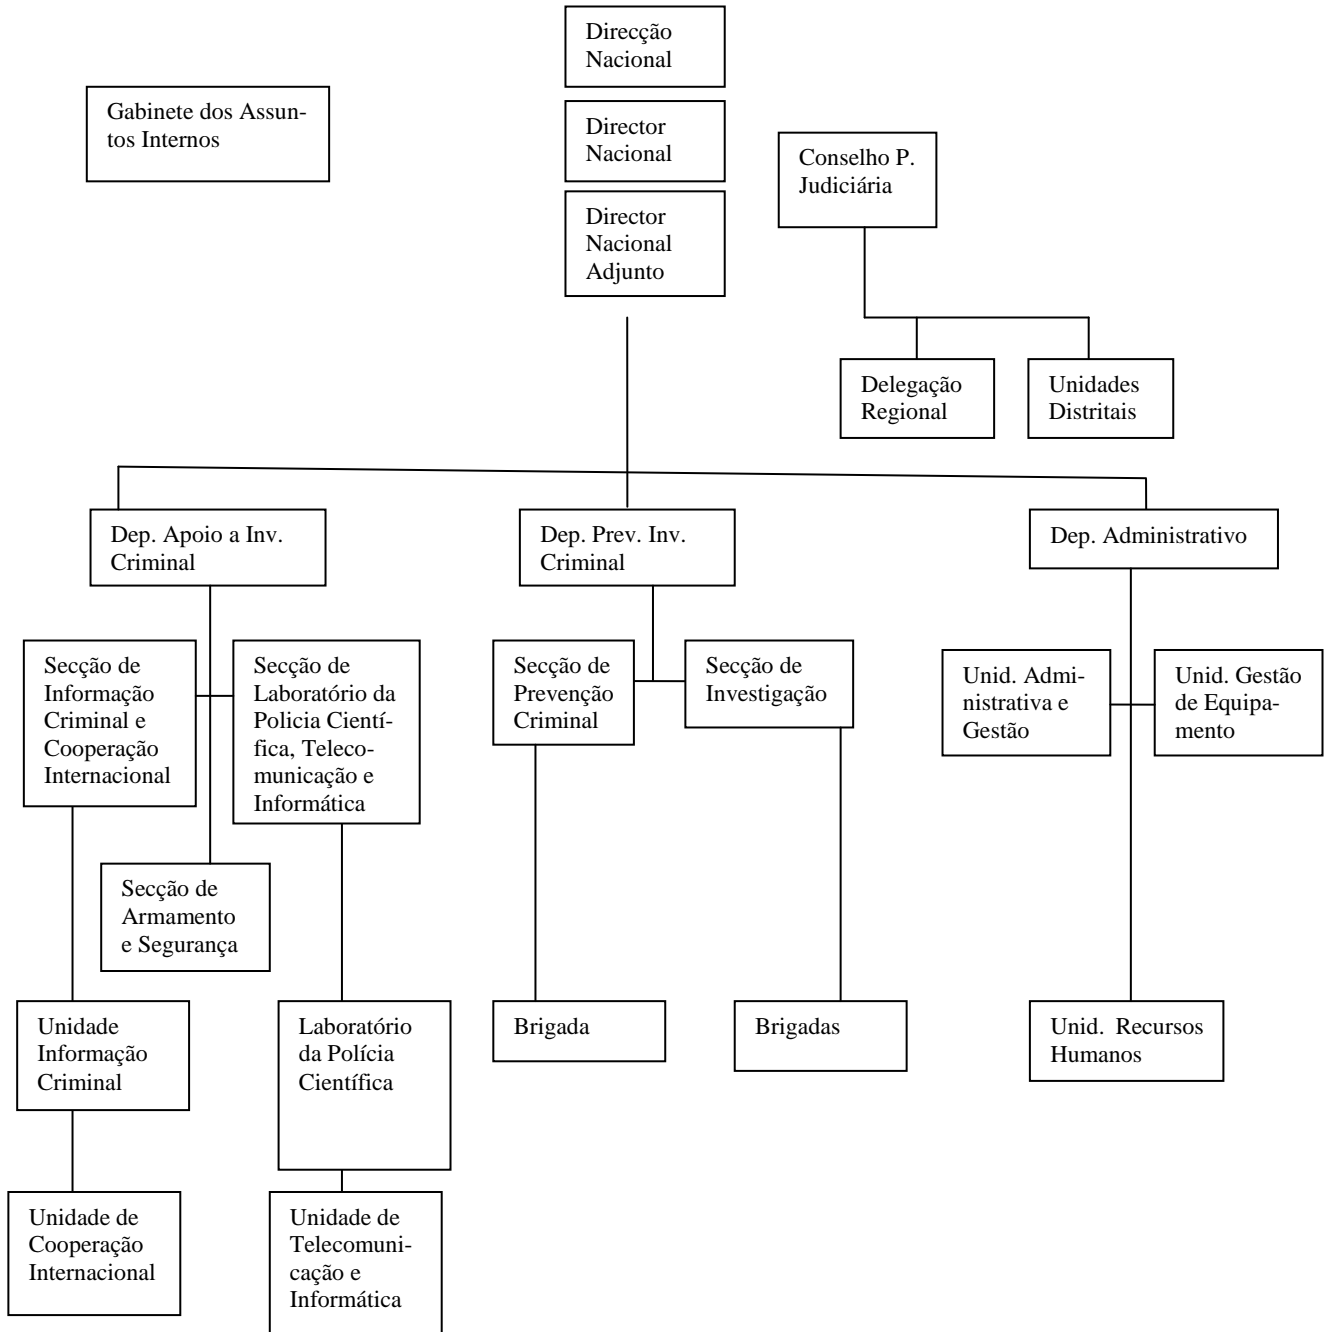 Direcção
Nacional
Gabinete dos Assun-
tos Internos
Director
Nacional
Conselho P.
Judiciária
Director
Nacional
Adjunto
Delegação
Regional
Unidades
Distritais
Dep. Apoio a Inv.
Criminal
Dep. Prev. Inv.
Criminal
Dep. Administrativo
Secção de
Informação
Criminal e
Cooperação
Internacional
Secção de
Laboratório da
Policia Cientí-
fica, Teleco-
municação e
Informática
Secção de
Prevenção
Criminal
Secção de
Investigação
Unid. Admi-
nistrativa e
Gestão
Unid. Gestão
de Equipa-
mento
Secção de
Armamento
e Segurança
Unidade
Informação
Criminal
Laboratório
da Polícia
Científica
Brigada
Brigadas
Unid. Recursos
Humanos
Unidade de
Cooperação
Internacional
Unidade de
Telecomuni-
cação e
Informática